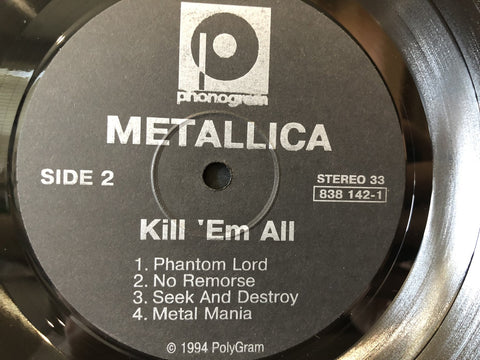 phonogram
METALLICA
SIDE 2
STEREO 33
838 142-1
Kill 'Em All
1. Phantom Lord
2. No Remorse
3. Seek And Destroy
4. Metal Mania
© 1994 PolyGram